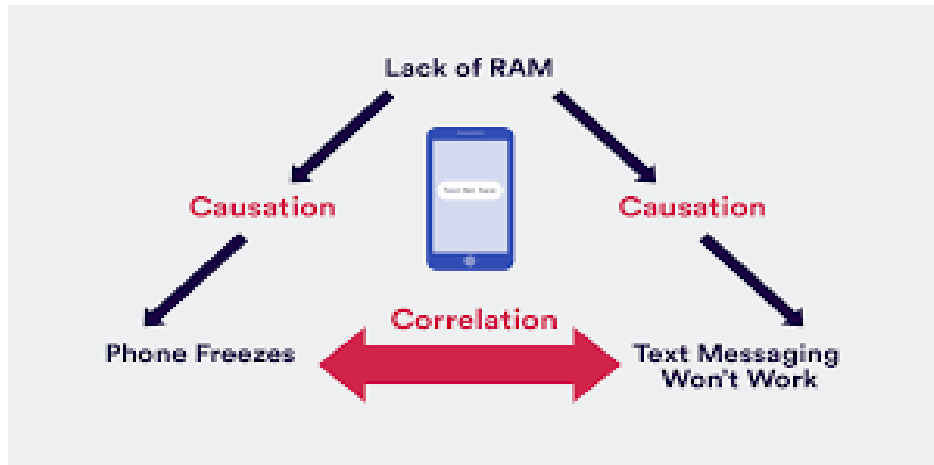 Lack of RAM
Causation
Causation
Correlation
Phone Freezes
Text Messaging
Won't Work